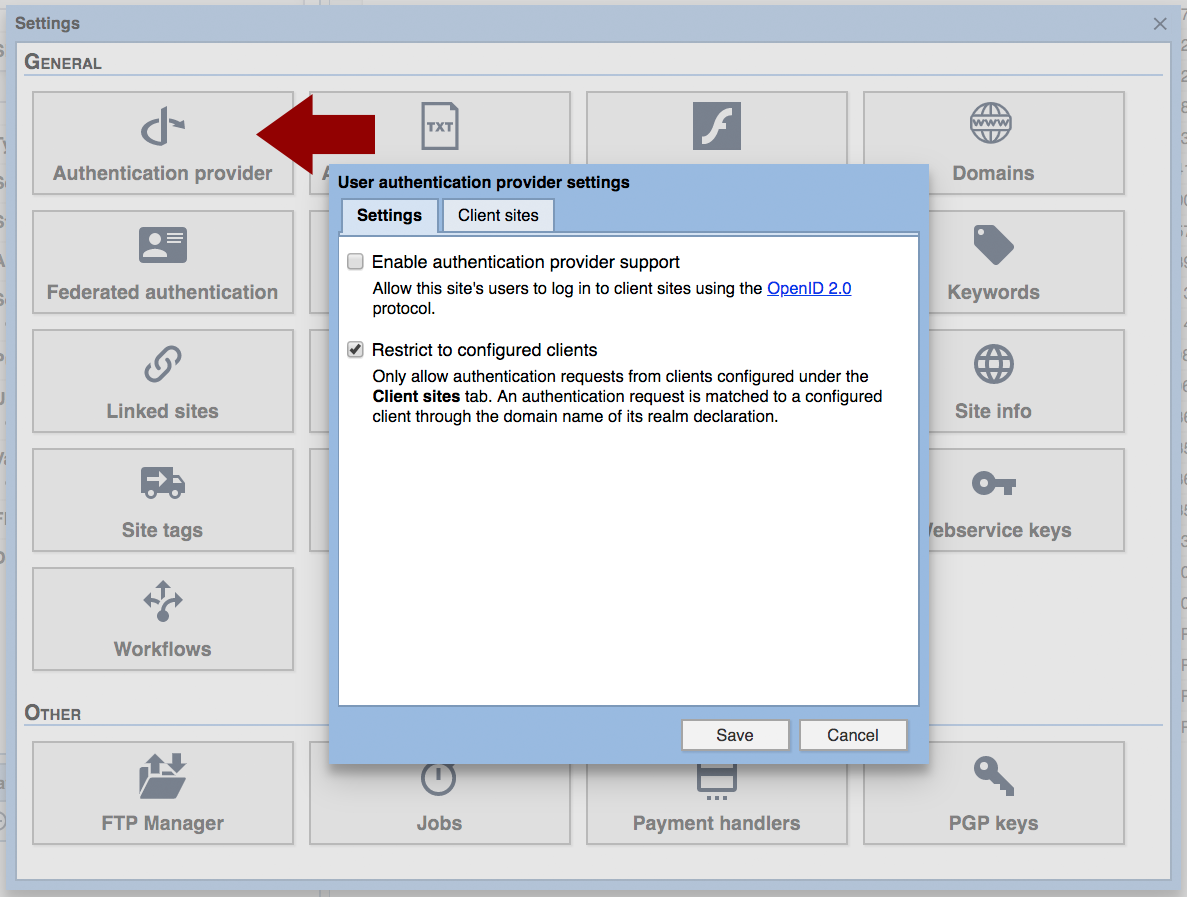 Settings
GENERAL
TXT
WWW
Authentication provider
Domains
User authentication provider settings
Settings
Client sites
Enable authentication provider support
Allow this site's users to log in to client sites using the OpenID 2.0
protocol.
Restrict to configured clients
Only allow authentication requests from clients configured under the
Client sites tab. An authentication request is matched to a configured
client through the domain name of its realm declaration.
Save
Cancel
Federated authentication
Keywords
Linked sites
Site info
Site tags
ebservice keys
Workflows
OTHER
FTP Manager
Jobs
Payment handlers
PGP keys